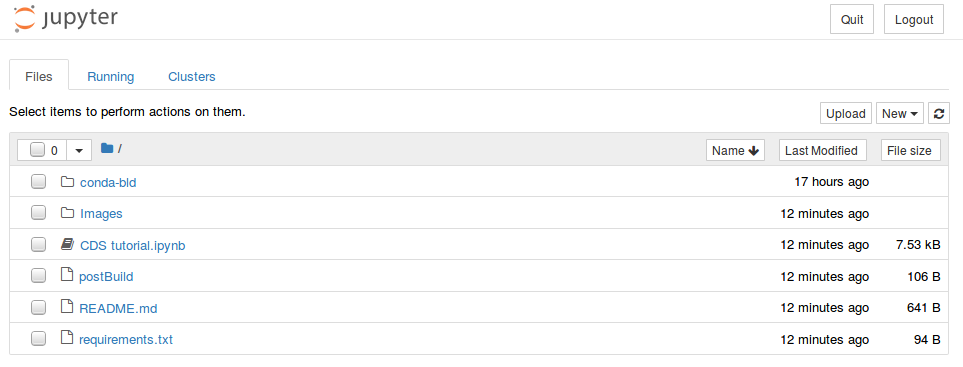 jupyter Quit Logout
Files Running Clusters
Select items to perform actions on them. Upload New
0 / Name Last Modified File size
conda-bld 17 hours ago
Images 12 minutes ago
CDS tutorial.ipynb 12 minutes ago 7.53 kB
postBuild 12 minutes ago 106 B
README.md 12 minutes ago 641 B
requirements.txt 12 minutes ago 94 B